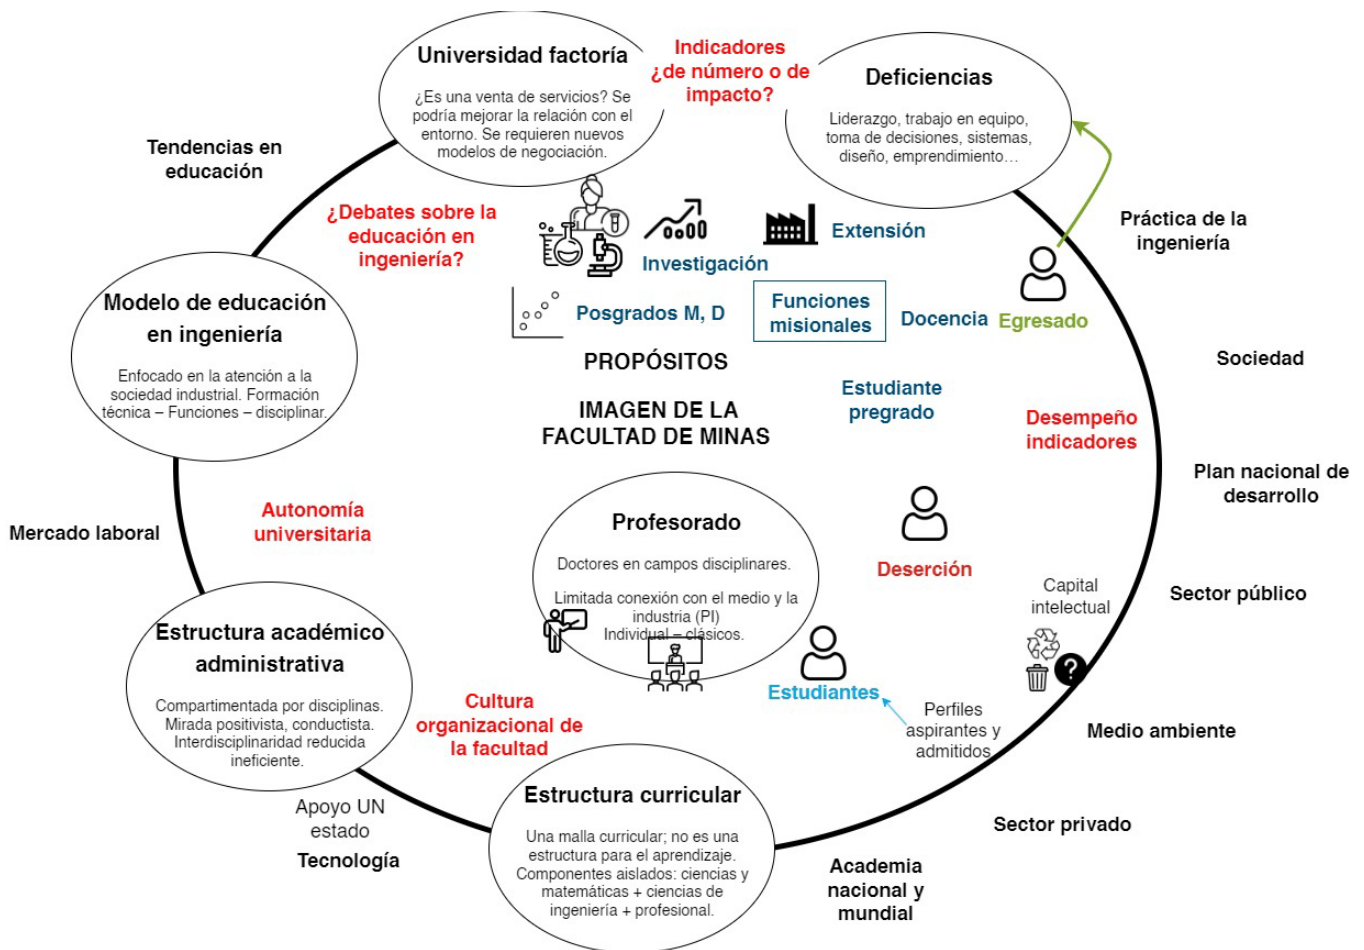 Universidad factoría
¿Es una venta de servicios? Se
podría mejorar la relación con el
entorno. Se requieren nuevos
modelos de negociación.
Indicadores
¿de número o de
impacto?
Deficiencias
Liderazgo, trabajo en equipo,
toma de decisiones, sistemas,
diseño, emprendimiento…
Tendencias en
educación
¿Debates sobre la
educación en
ingeniería?
Investigación
Extensión
Práctica de la
ingeniería
Modelo de educación
en ingeniería
Enfocado en la atención a la
sociedad industrial. Formación
técnica – Funciones – disciplinar.
Posgrados M, D
Funciones
misionales
Docencia
Egresado
PROPÓSITOS
IMAGEN DE LA
FACULTAD DE MINAS
Estudiante
pregrado
Sociedad
Desempeño
indicadores
Plan nacional de
desarrollo
Mercado laboral
Autonomía
universitaria
Profesorado
Doctores en campos disciplinares.
Limitada conexión con el medio y la
industria (PI)
Individual – clásicos.
Deserción
Capital
intelectual
?
Sector público
Estructura académico
administrativa
Compartimentada por disciplinas.
Mirada positivista, conductista.
Interdisciplinaridad reducida
ineficiente.
Cultura
organizacional de
la facultad
Estudiantes
Perfiles
aspirantes y
admitidos
Medio ambiente
Apoyo UN
estado
Tecnología
Estructura curricular
Una malla curricular; no es una
estructura para el aprendizaje.
Componentes aislados: ciencias y
matemáticas + ciencias de
ingeniería + profesional.
Sector privado
Academia
nacional y
mundial